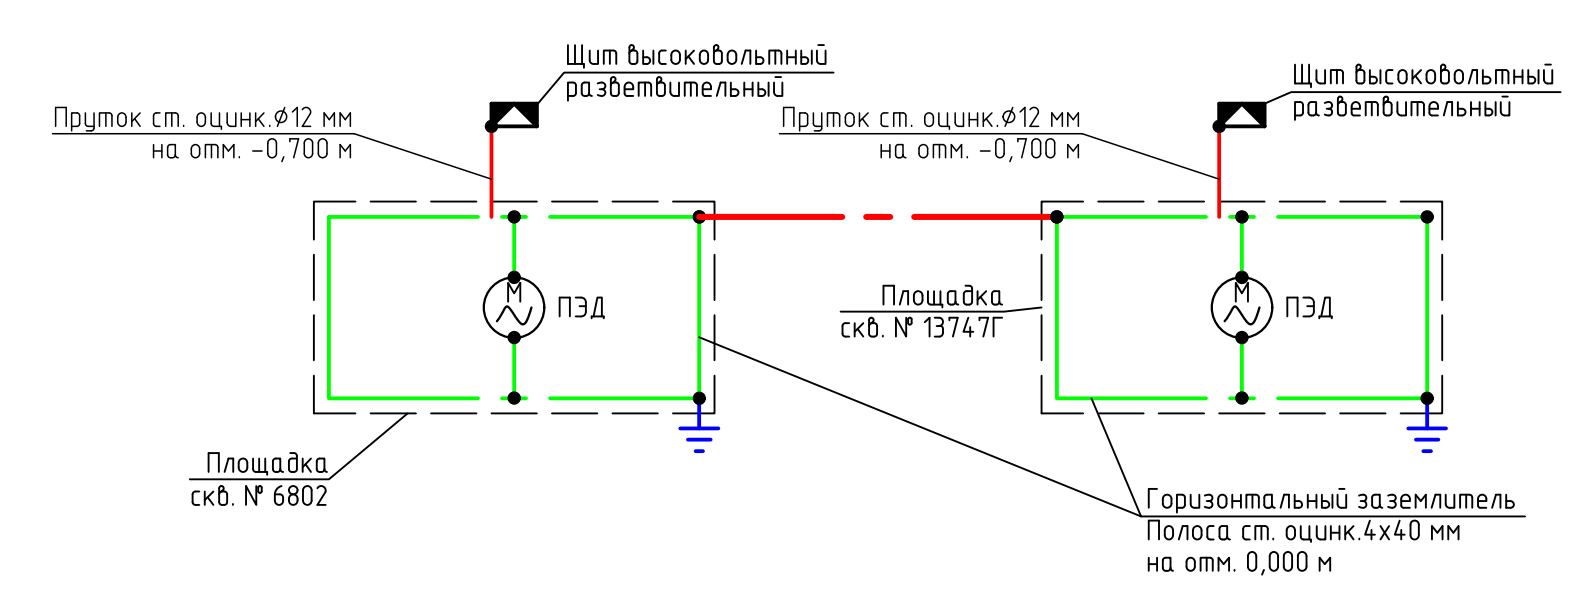 Щит высоковольтный
разветвительный
Пруток ст. оцинк.⌀12 мм
на отм. -0,700 м
Щит высоковольтный
разветвительный
Пруток ст. оцинк.⌀12 мм
на отм. -0,700 м
М
ПЭД
М
ПЭД
Площадка
скв. № 13747Г
Площадка
скв. № 6802
Горизонтальный заземлитель
Полоса ст. оцинк.4х40 мм
на отм. 0,000 м